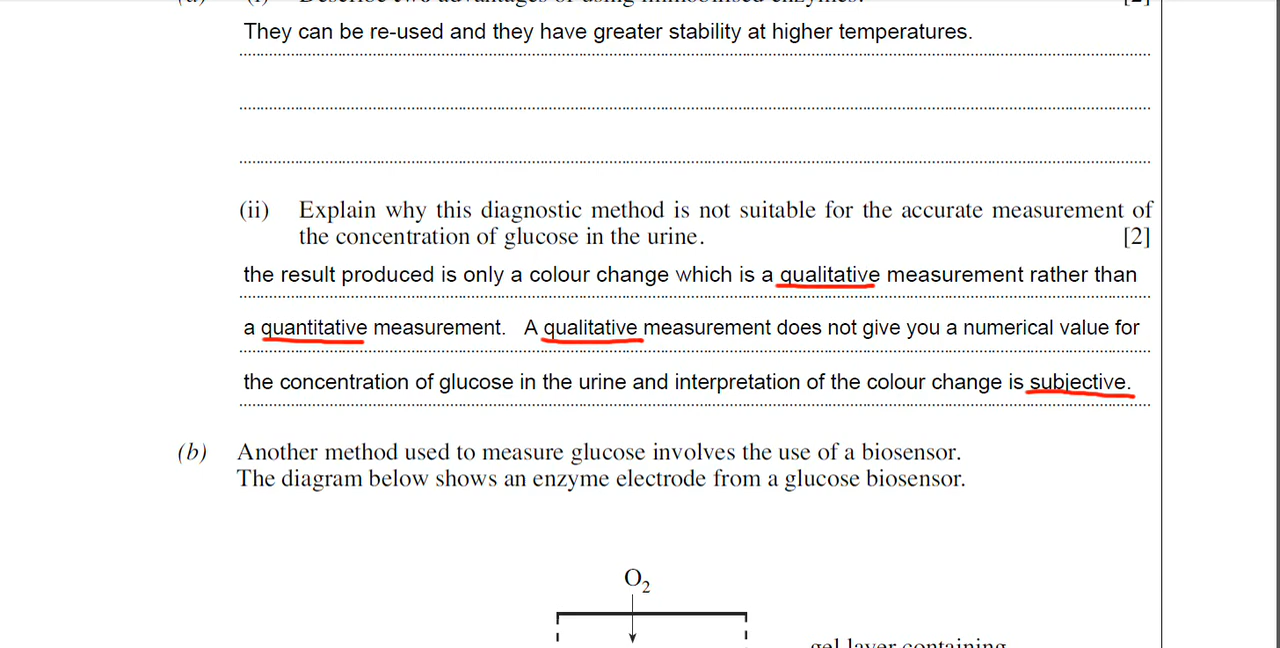 They can be re-used and they have greater stability at higher temperatures.
(ii) Explain why this diagnostic method is not suitable for the accurate measurement of
the concentration of glucose in the urine. [2]
the result produced is only a colour change which is a qualitative measurement rather than
a quantitative measurement. A qualitative measurement does not give you a numerical value for
the concentration of glucose in the urine and interpretation of the colour change is subjective.
(b) Another method used to measure glucose involves the use of a biosensor.
The diagram below shows an enzyme electrode from a glucose biosensor.
O2
gel layer containing